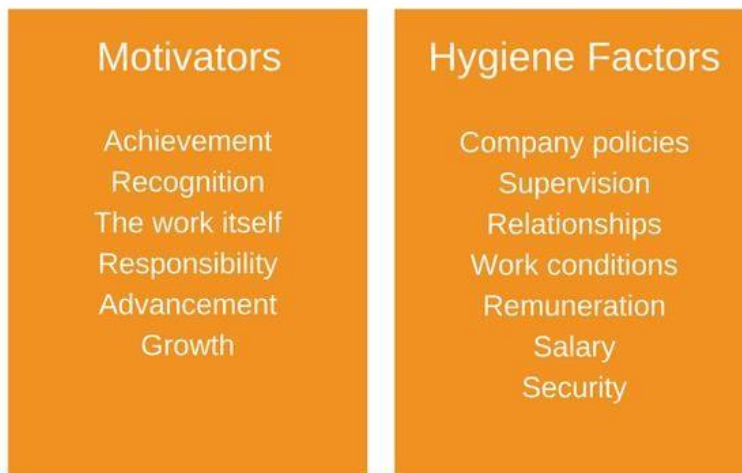 Motivators
Achievement
Recognition
The work itself
Responsibility
Advancement
Growth
Hygiene Factors
Company policies
Supervision
Relationships
Work conditions
Remuneration
Salary
Security